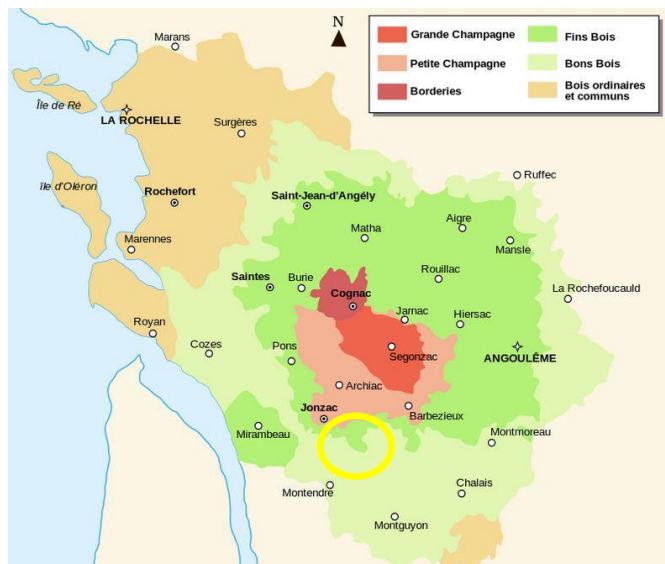 Marans
N
Grande Champagne
Petite Champagne
Borderies
Fins Bois
Bons Bois
Bois ordinaires
et communs
Île de Ré
LA ROCHELLE
Surgères
Ruffec
île d'Oléron
Rochefort
Saint-Jean-d'Angély
Aigre
Matha
Marennes
Mansle
Saintes
Burie
Rouillac
La Rochefoucauld
Cognac
Royan
Jarnac
Hiersac
Cozes
Pons
Segonzac
ANGOULÊME
Archiac
Jonzac
Barbezieux
Mirambeau
Montmoreau
Montendre
Chalais
Montguyon